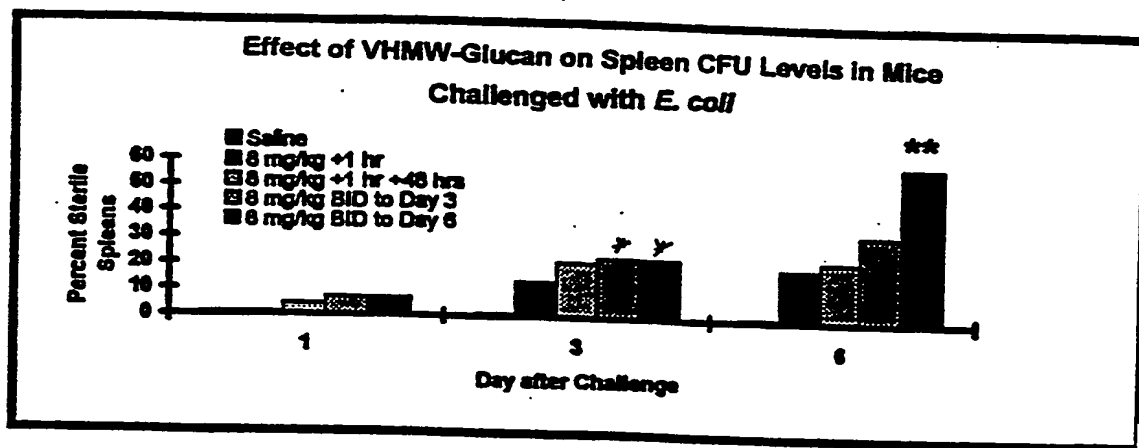 Effect of VHMW-Glucan on Spleen CFU Levels in Mice
Challenged with E. coli
Percent Sterile
Spleens
60
50
40
30
20
10
0
Saline
8 mg/kg +1 hr
8 mg/kg +1 hr +48 hrs
8 mg/kg BID to Day 3
8 mg/kg BID to Day 6
* *
**
1
3
6
Day after Challenge